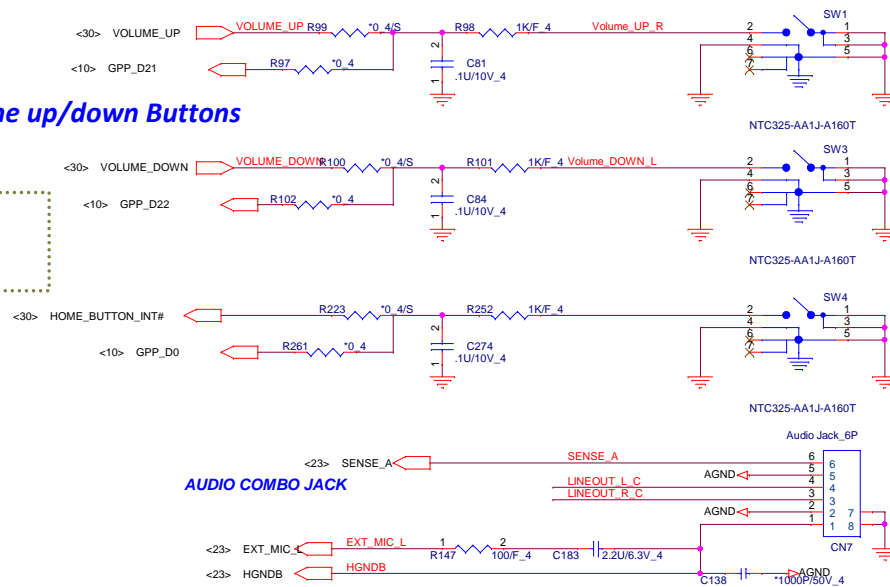 SW1
<30> VOLUME_UP VOLUME_UP R99 *0_4/S R98 1K/F_4 Volume_UP_R 2 1
4 3
6 5
7
<10> GPP_D21 R97 *0_4 2 C81
1 .1U/10V_4
ne up/down Buttons
NTC325-AA1J-A160T
SW3
<30> VOLUME_DOWN VOLUME_DOWN R100 *0_4/S R101 1K/F_4 Volume_DOWN_L 2 1
4 3
6 5
7
<10> GPP_D22 R102 *0_4 2 C84
1 .1U/10V_4
NTC325-AA1J-A160T
SW4
<30> HOME_BUTTON_INT# R223 *0_4/S R252 1K/F_4 2 1
4 3
6 5
7
<10> GPP_D0 R261 *0_4 2 C274
1 .1U/10V_4
NTC325-AA1J-A160T
Audio Jack_6P
<23> SENSE_A SENSE_A 6 6
AGND 5 5
AUDIO COMBO JACK LINEOUT_L_C 4 4
LINEOUT_R_C 3 3
AGND 2 2 7
1 1 8
CN7
<23> EXT_MIC_L EXT_MIC_L 1 R147 2 100/F_4 C183 2.2U/6.3V_4
<23> HGNDB HGNDB C138 *1000P/50V_4 AGND